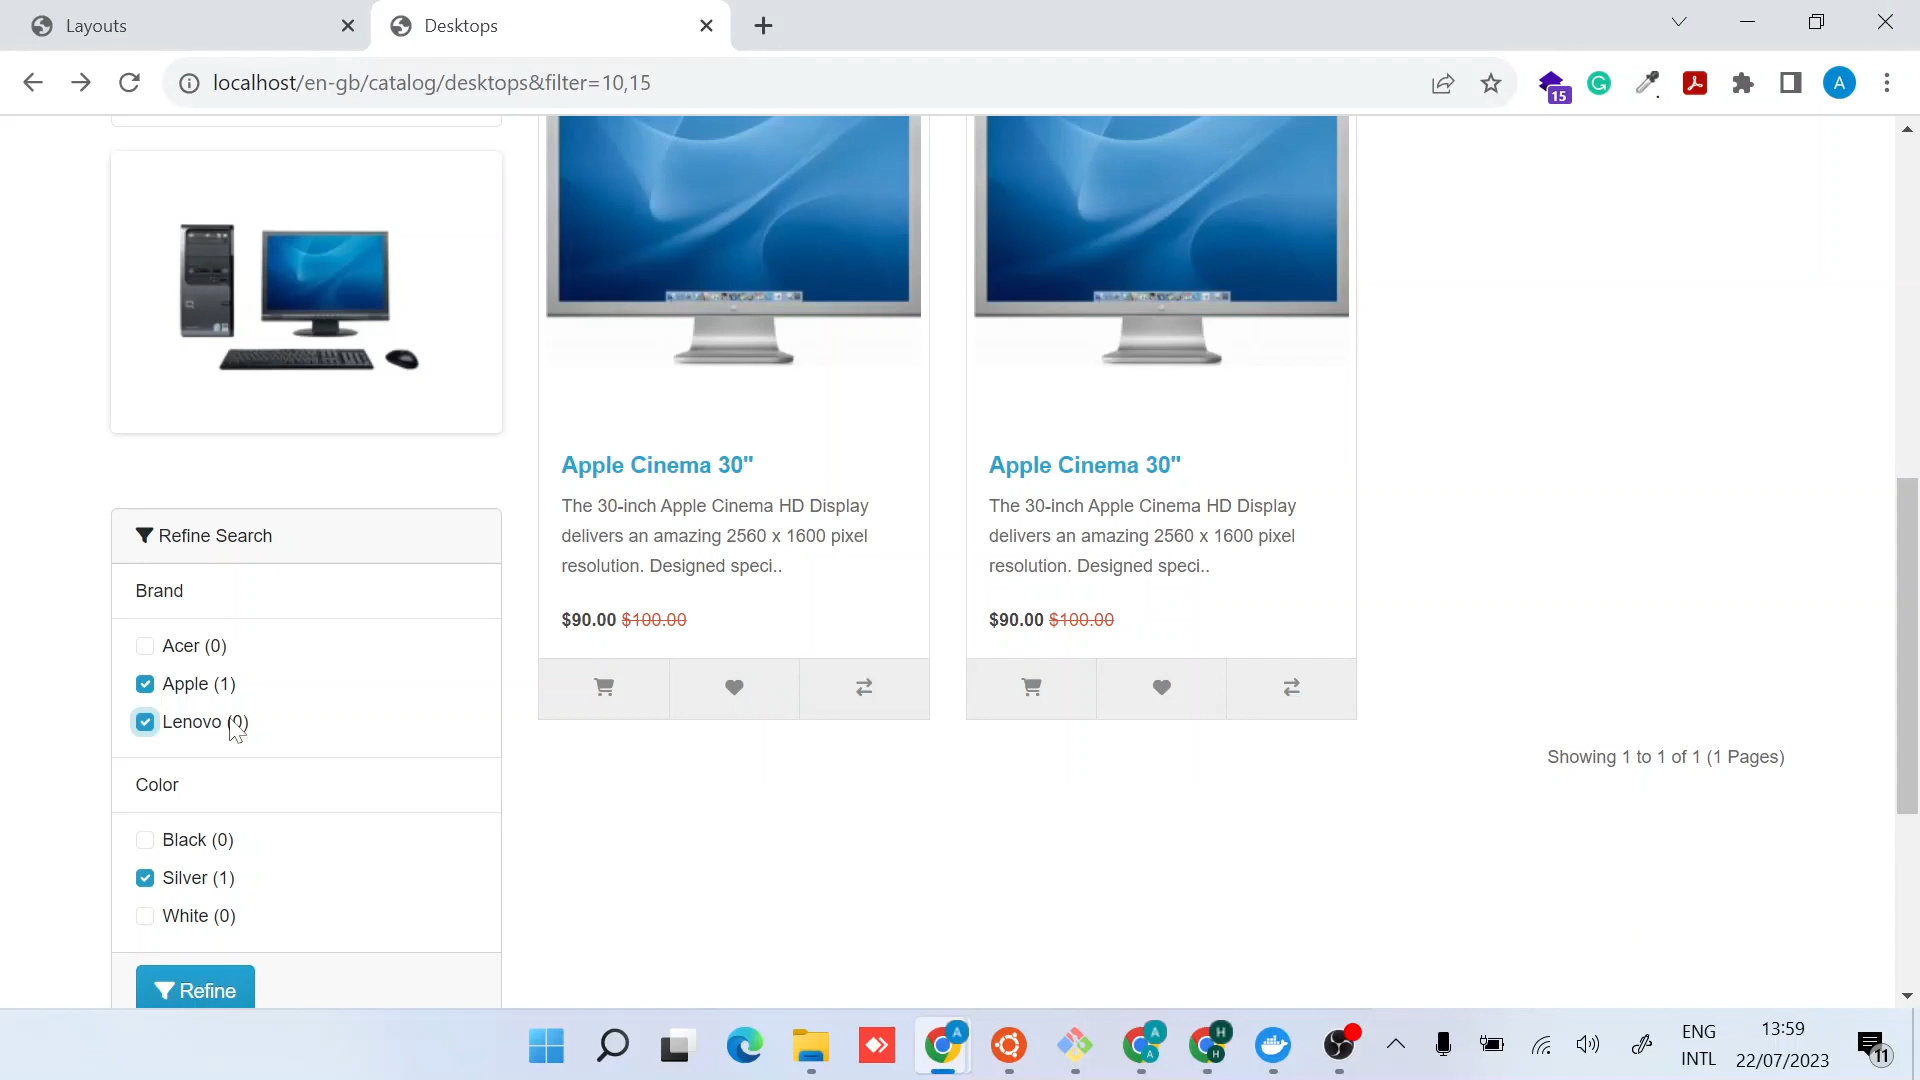 Layouts
Desktops
localhost/en-gb/catalog/desktops&filter=10,15
15
G
A
Apple Cinema 30"
The 30-inch Apple Cinema HD Display
delivers an amazing 2560 x 1600 pixel
resolution. Designed speci..
$90.00 $100.00
Apple Cinema 30"
The 30-inch Apple Cinema HD Display
delivers an amazing 2560 x 1600 pixel
resolution. Designed speci..
$90.00 $100.00
Showing 1 to 1 of 1 (1 Pages)
Refine Search
Brand
Acer (0)
Apple (1)
Lenovo (0)
Color
Black (0)
Silver (1)
White (0)
Refine
A
A
A
H
H
ENG
INTL
13:59
22/07/2023
11